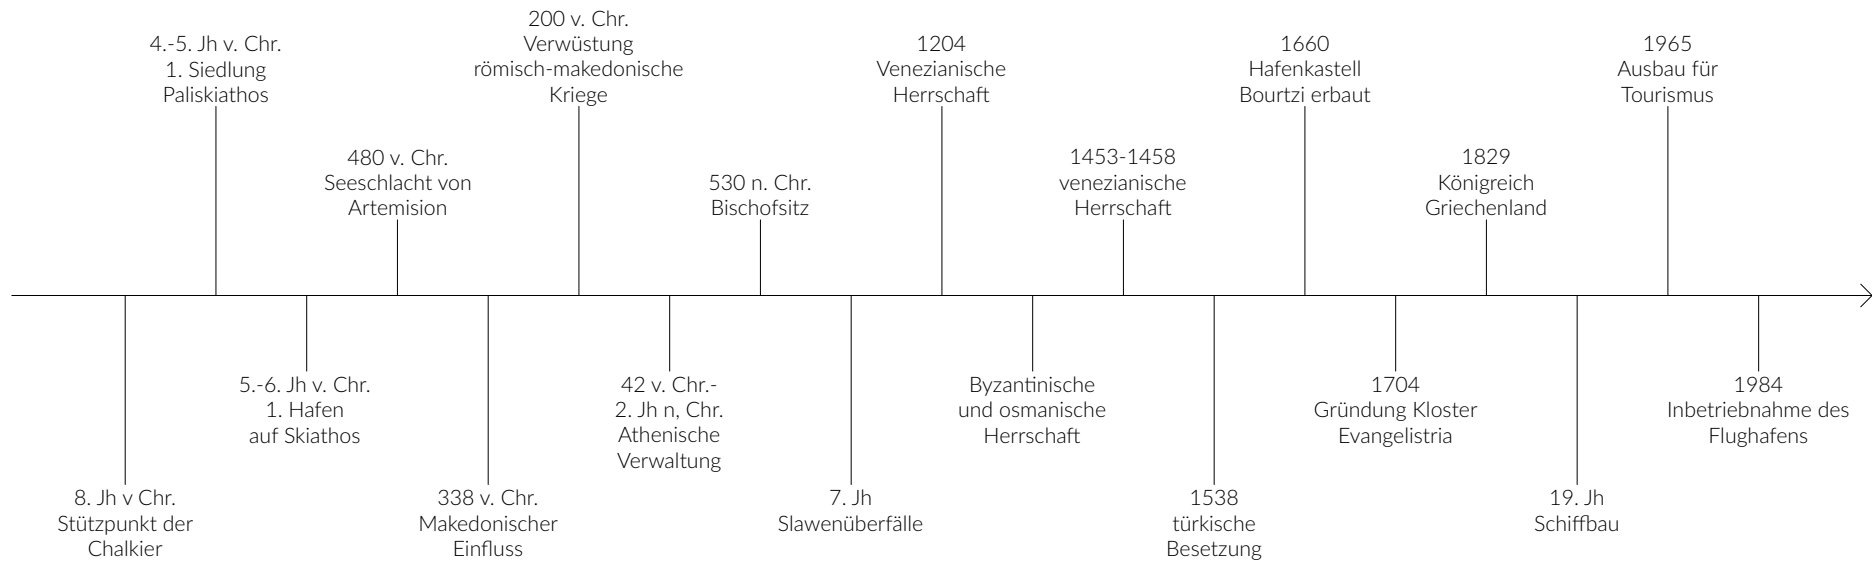 8. Jh v Chr.
Stützpunkt der
Chalkier
4.-5. Jh v. Chr.
1. Siedlung
Paliskiathos
5.-6. Jh v. Chr.
1. Hafen
auf Skiathos
480 v. Chr.
Seeschlacht von
Artemision
338 v. Chr.
Makedonischer
Einfluss
200 v. Chr.
Verwüstung
römisch-makedonische
Kriege
42 v. Chr.-
2. Jh n, Chr.
Athenische
Verwaltung
530 n. Chr.
Bischofsitz
7. Jh
Slawenüberfälle
1204
Venezianische
Herrschaft
Byzantinische
und osmanische
Herrschaft
1453-1458
venezianische
Herrschaft
1538
türkische
Besetzung
1660
Hafenkastell
Bourtzi erbaut
1704
Gründung Kloster
Evangelistria
1829
Königreich
Griechenland
19. Jh
Schiffbau
1965
Ausbau für
Tourismus
1984
Inbetriebnahme des
Flughafens